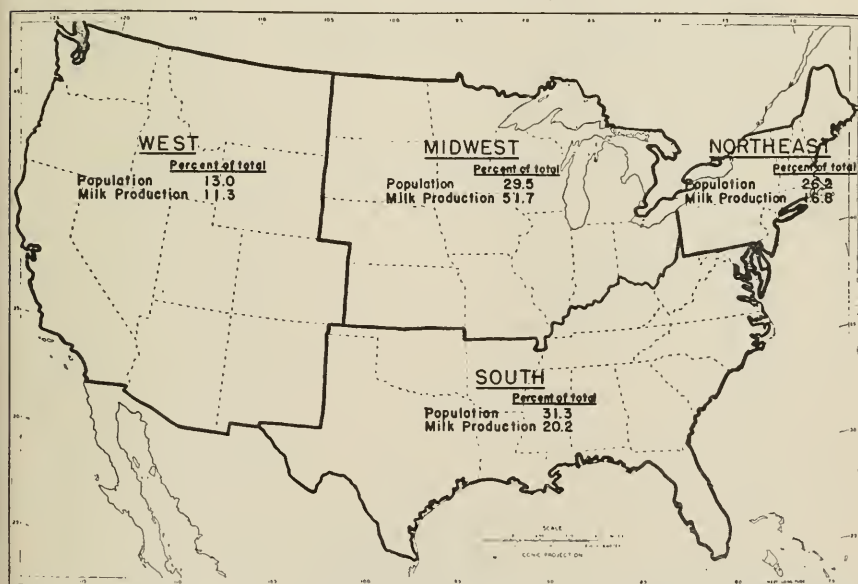 WEST
Percent of total
Population 13.0
Milk Production 11.3
MIDWEST
Percent of total
Population 29.5
Milk Production 51.7
NORTHEAST
Percent of total
Population 26.2
Milk Production 16.8
SOUTH
Percent of total
Population 31.3
Milk Production 20.2
SCALE
CONIC PROJECTION